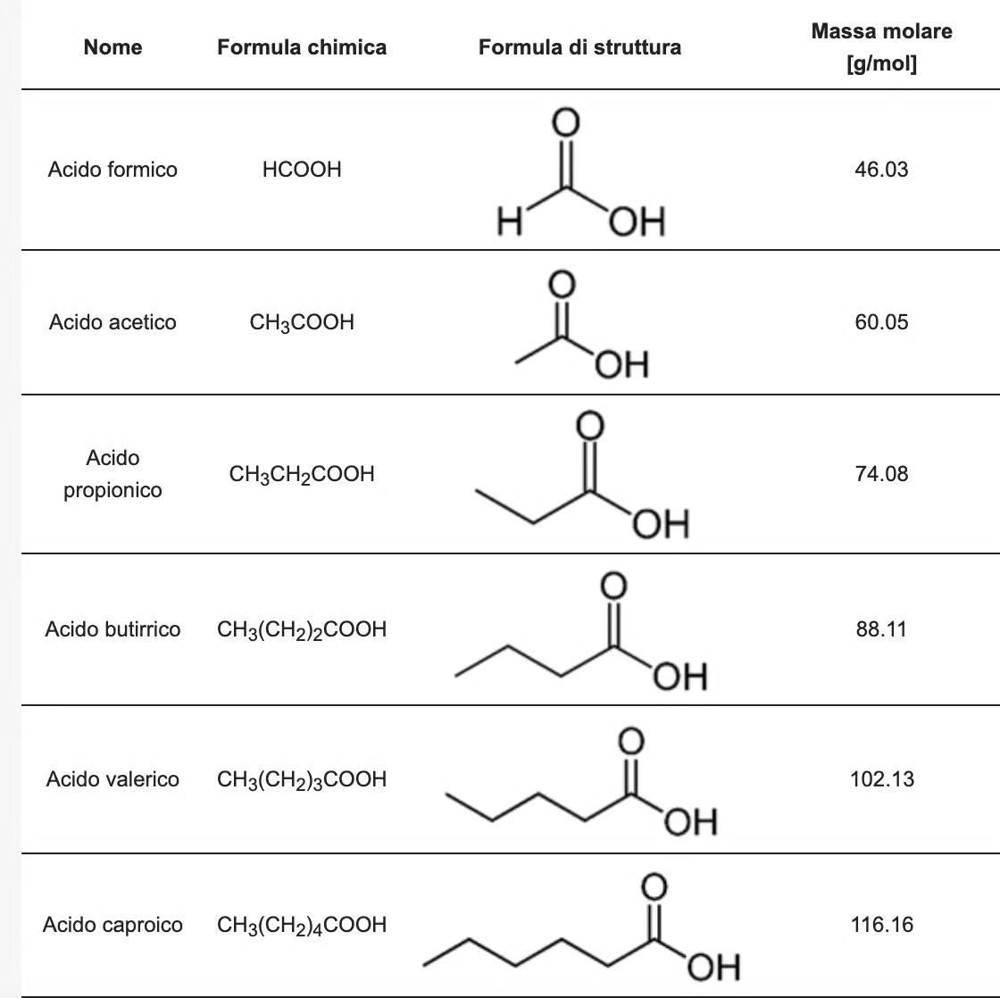 Nome Formula chimica Formula di struttura Massa molare
[g/mol]
Acido formico HCOOH O H OH 46.03
Acido acetico CH3COOH O OH 60.05
Acido
propionico CH3CH2COOH O OH 74.08
Acido butirrico CH3(CH2)2COOH O OH 88.11
Acido valerico CH3(CH2)3COOH O OH 102.13
Acido caproico CH3(CH2)4COOH O OH 116.16